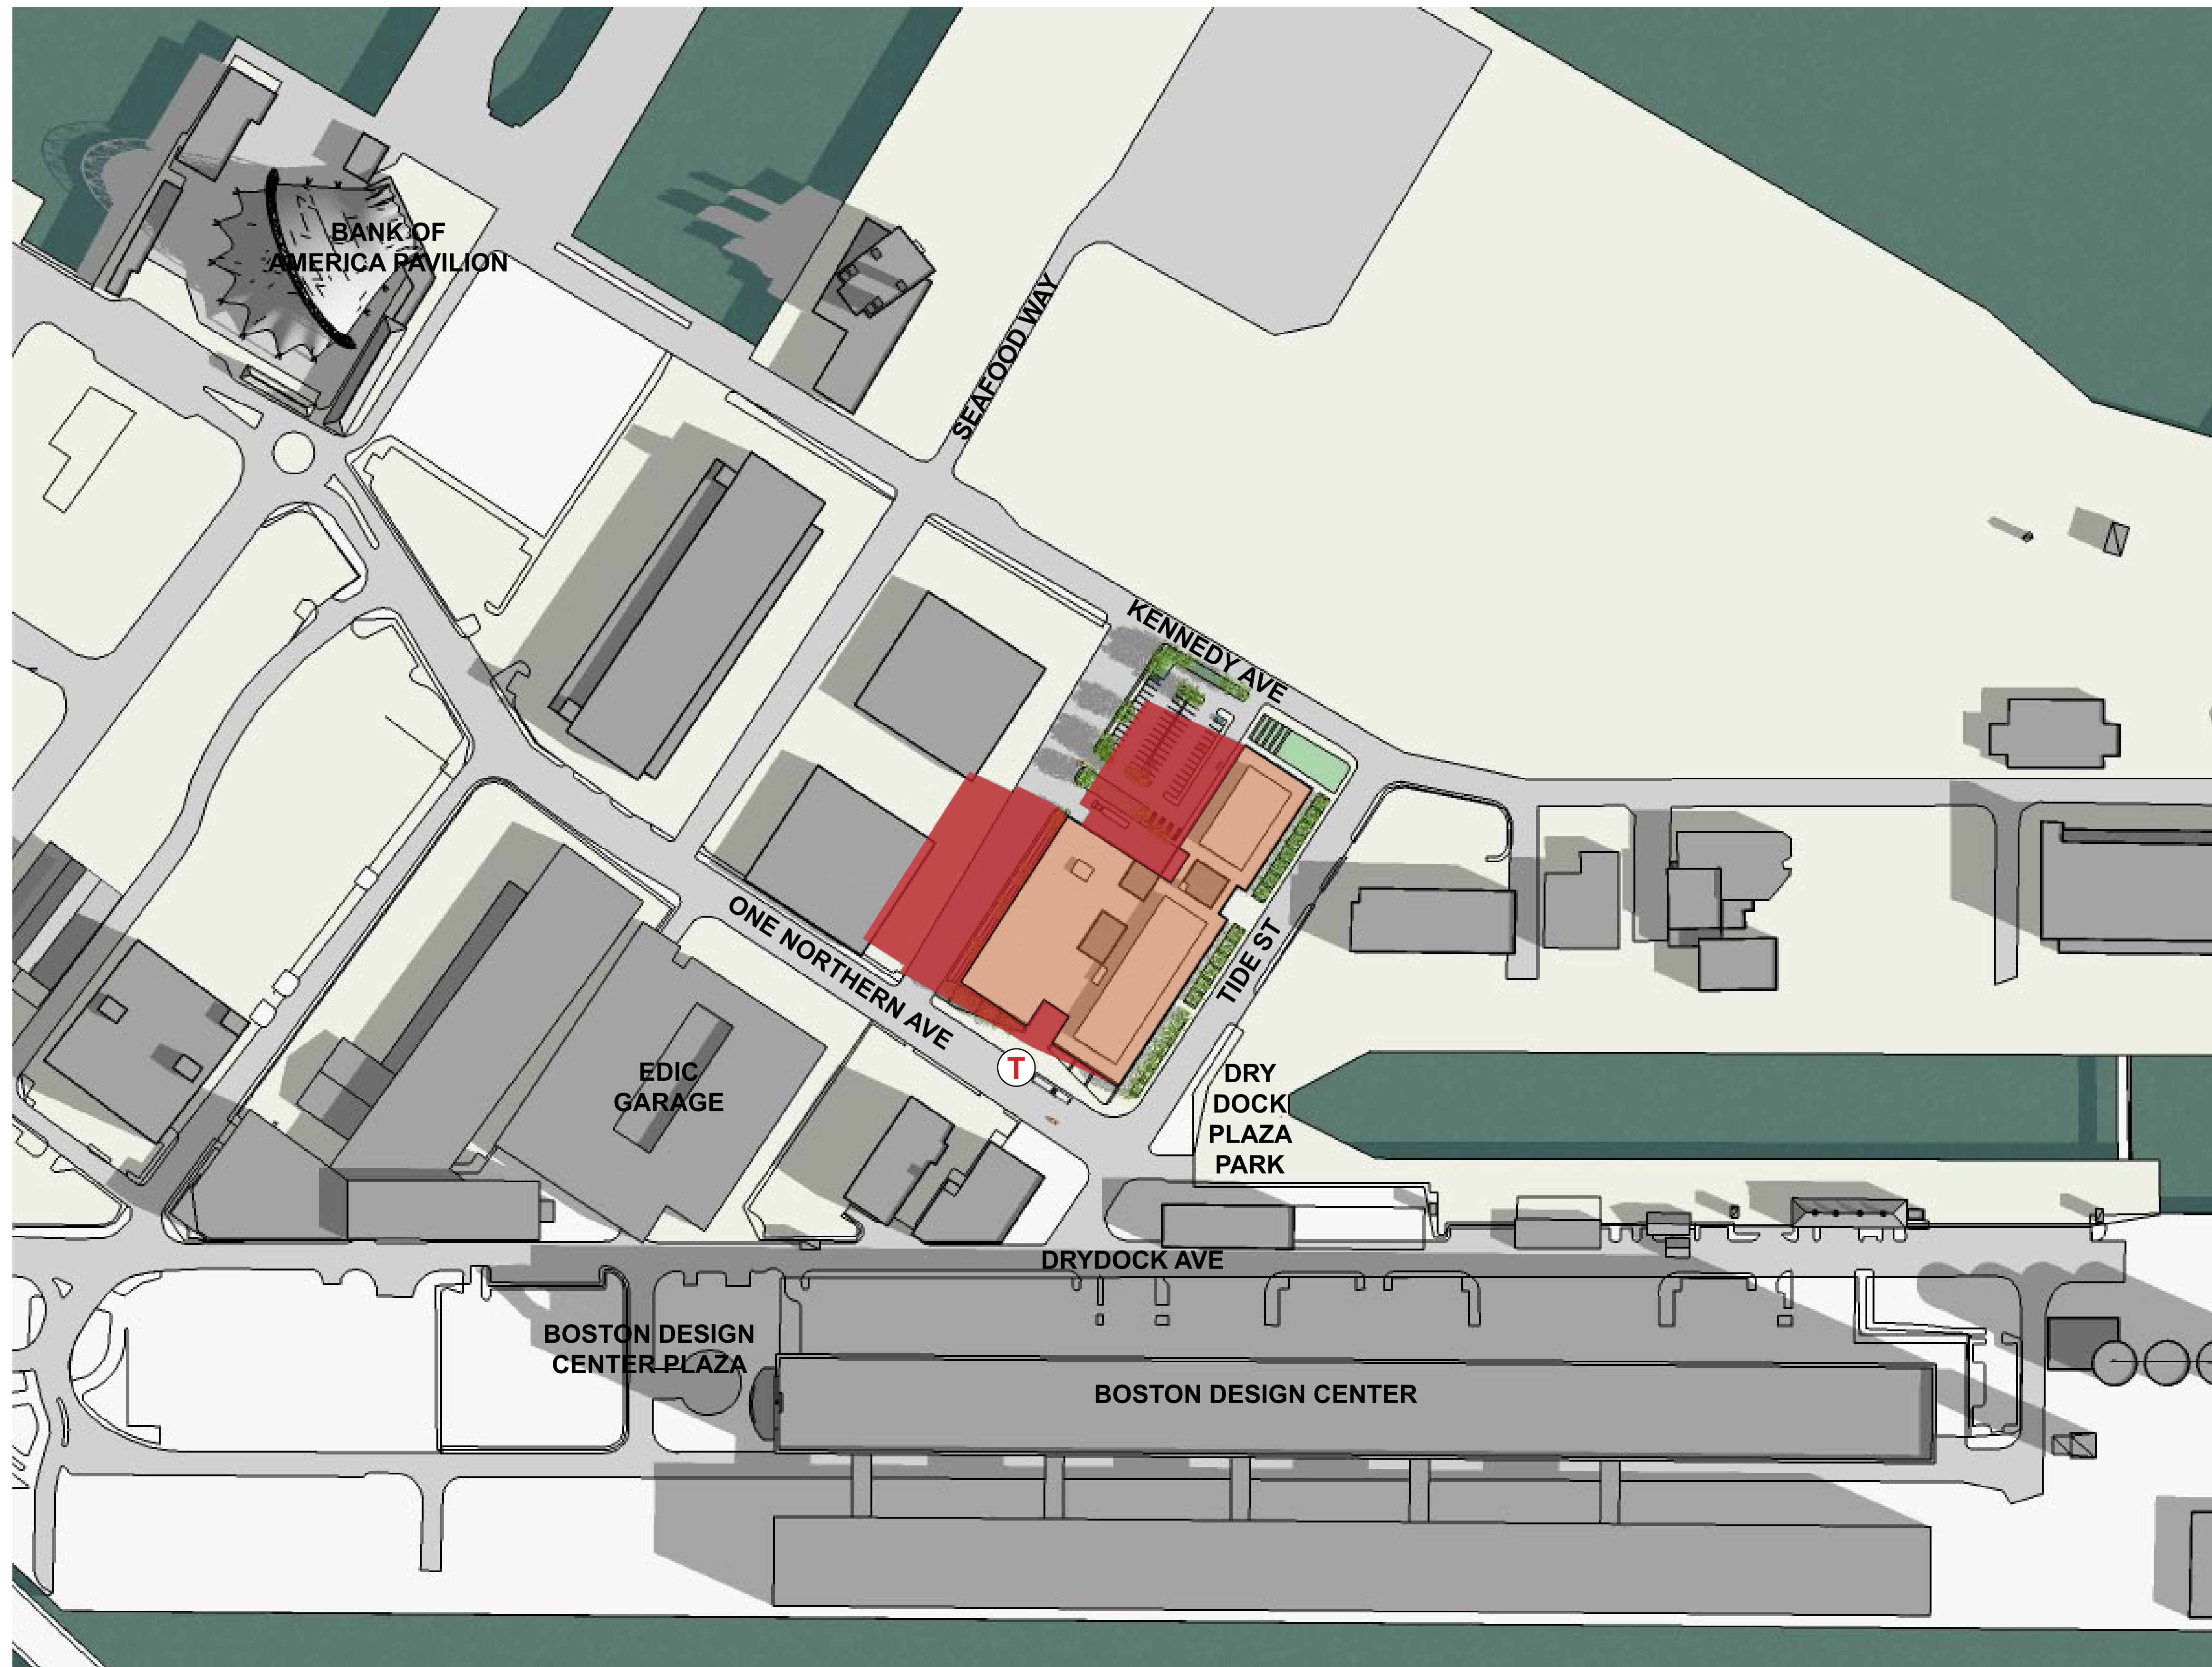 BANK OF
AMERICA PAVILION
SEAFOOD WAY
KENNEDY AVE
ONE NORTHERN AVE
TIDE ST
T
EDIC
GARAGE
DRY
DOCK
PLAZA
PARK
DRYDOCK AVE
BOSTON DESIGN
CENTER PLAZA
BOSTON DESIGN CENTER